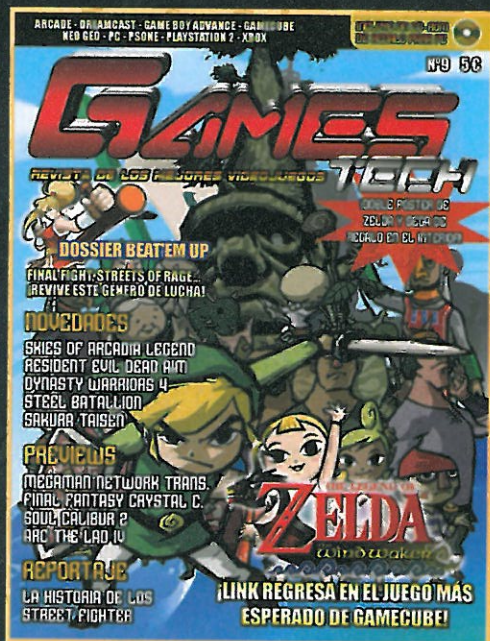 ARCADE - DREAMCAST - GAME BOY ADVANCE - GAMECUBE
NEO GEO - PC - PSONE - PLAYSTATION 2 - XBOX
Nº9 5€
GAMES
TECH
REVISTA DE LOS MEJORES VIDEOJUEGOS
DOBLE POSTER DE
ZELDA Y SEGA DE
REGALO EN EL INTERIOR
DOSSIER BEAT'EM UP
FINAL FIGHT, STREETS OF RAGE...
¡REVIVE ESTE GENERO DE LUCHA!
NOVEDADES
SKIES OF ARCADIA LEGEND
RESIDENT EVIL DEAD AIM
DYNASTY WARRIORS 4
STEEL BATALLION
SAKURA TAISEN
PREVIEWS
MEGAMAN NETWORK TRANS.
FINAL FANTASY CRYSTAL C.
SOUL CALIBUR 2
ARC THE LAD IV
REPORTAJE
LA HISTORIA DE LOS
STREET FIGHTER
THE LEGEND OF
ZELDA
Wind Waker
¡LINK REGRESA EN EL JUEGO MÁS
ESPERADO DE GAMECUBE!